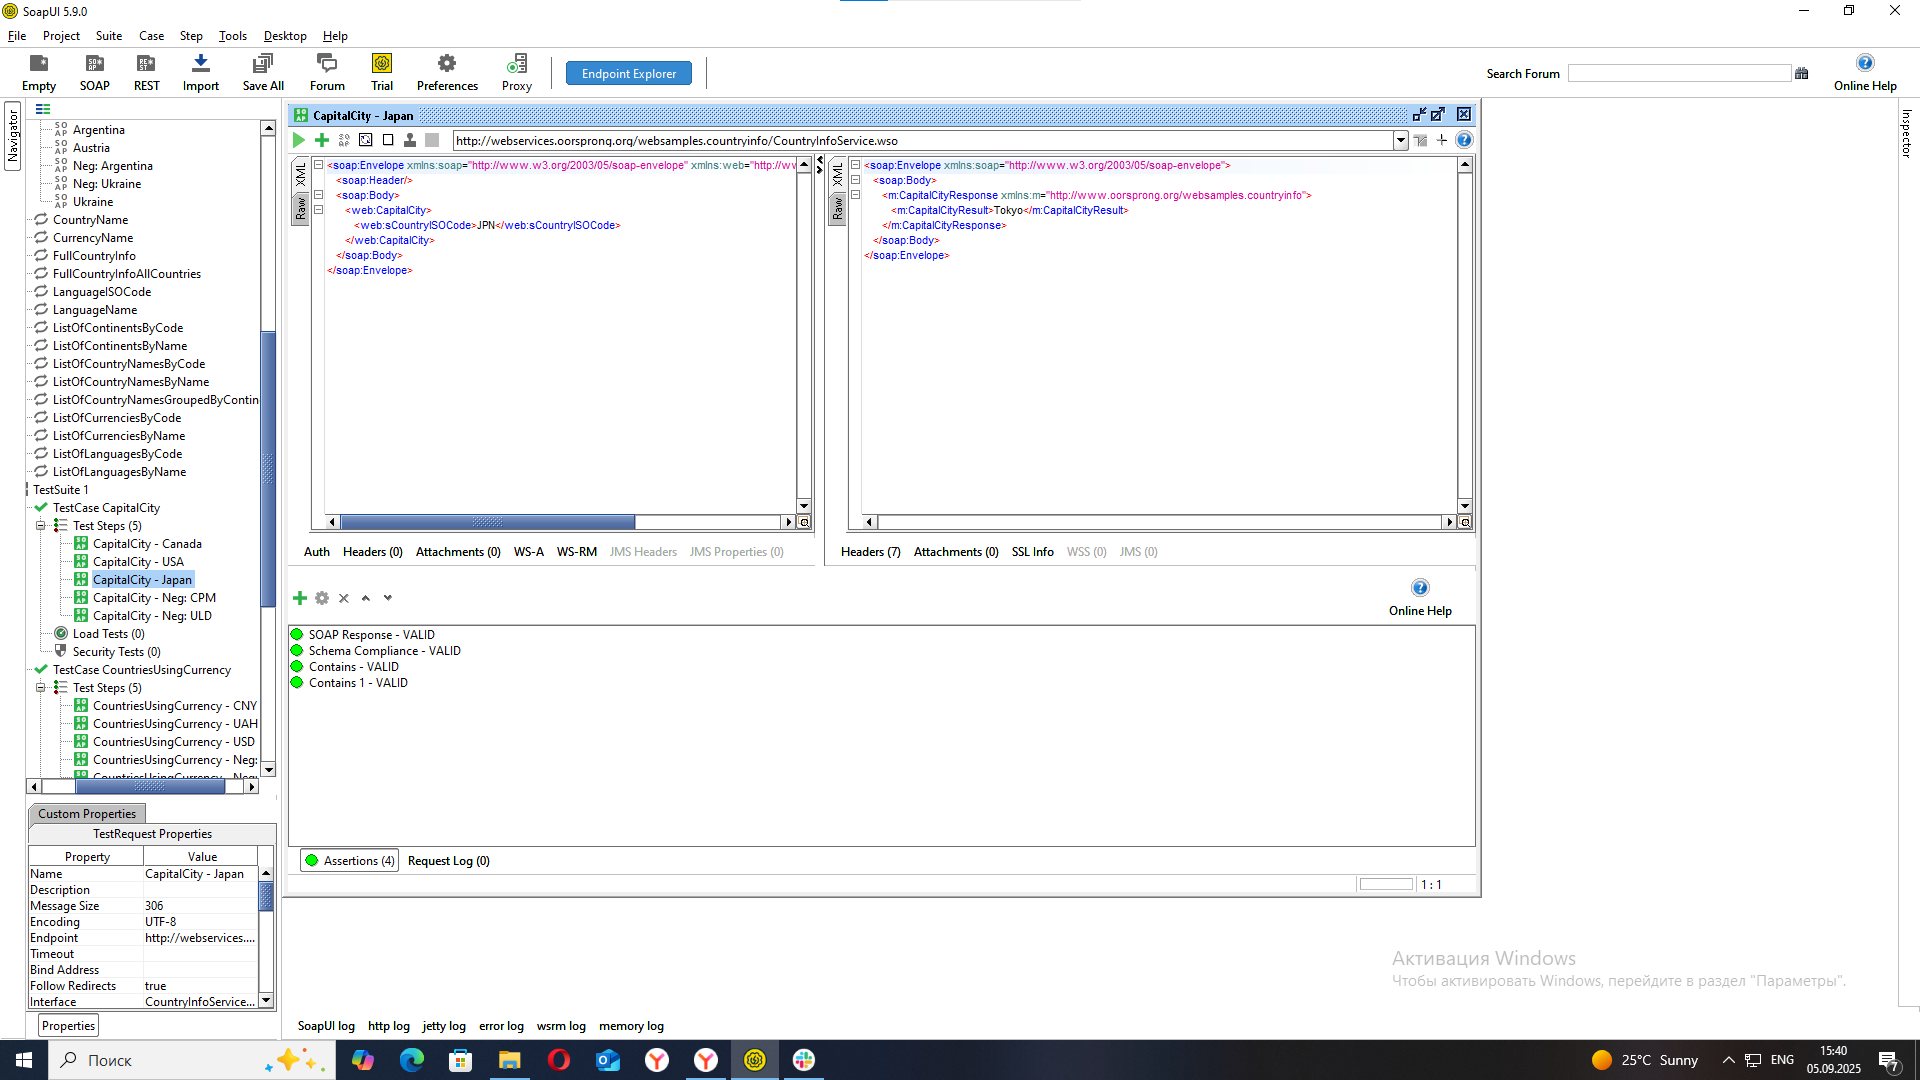 SoapUI 5.9.0
File Project Suite Case Step Tools Desktop Help
Empty SOAP REST Import Save All Forum Trial Preferences Proxy Endpoint Explorer Search Forum Online Help
Navigator
Argentina
Austria
Neg: Argentina
Neg: Ukraine
Ukraine
CountryName
CurrencyName
FullCountryInfo
FullCountryInfoAllCountries
LanguageISOCode
LanguageName
ListOfContinentsByCode
ListOfContinentsByName
ListOfCountryNamesByCode
ListOfCountryNamesByName
ListOfCountryNamesGroupedByContin
ListOfCurrenciesByCode
ListOfCurrenciesByName
ListOfLanguagesByCode
ListOfLanguagesByName
TestSuite 1
TestCase CapitalCity
Test Steps (5)
CapitalCity - Canada
CapitalCity - USA
CapitalCity - Japan
CapitalCity - Neg: CPM
CapitalCity - Neg: ULD
Load Tests (0)
Security Tests (0)
TestCase CountriesUsingCurrency
Test Steps (5)
CountriesUsingCurrency - CNY
CountriesUsingCurrency - UAH
CountriesUsingCurrency - USD
CountriesUsingCurrency - Neg:
CountriesUsingCurrency - Neg:
Custom Properties
TestRequest Properties
Property Value
Name CapitalCity - Japan
Description
Message Size 306
Encoding UTF-8
Endpoint http://webservices....
Timeout
Bind Address
Follow Redirects true
Interface CountryInfoService...
Properties
CapitalCity - Japan
http://webservices.oorsprong.org/websamples.countryinfo/CountryInfoService.wso
XML
Raw
<soap:Envelope xmlns:soap="http://www.w3.org/2003/05/soap-envelope" xmlns:web="http://ww
<soap:Header/>
<soap:Body>
<web:CapitalCity>
<web:sCountryISOCode>JPN</web:sCountryISOCode>
</web:CapitalCity>
</soap:Body>
</soap:Envelope>
Auth Headers (0) Attachments (0) WS-A WS-RM JMS Headers JMS Properties (0)
XML
Raw
<soap:Envelope xmlns:soap="http://www.w3.org/2003/05/soap-envelope">
<soap:Body>
<m:CapitalCityResponse xmlns:m="http://www.oorsprong.org/websamples.countryinfo">
<m:CapitalCityResult>Tokyo</m:CapitalCityResult>
</m:CapitalCityResponse>
</soap:Body>
</soap:Envelope>
Headers (7) Attachments (0) SSL Info WSS (0) JMS (0)
Online Help
SOAP Response - VALID
Schema Compliance - VALID
Contains - VALID
Contains 1 - VALID
Assertions (4) Request Log (0)
1 : 1
Inspector
Активация Windows
Чтобы активировать Windows, перейдите в раздел "Параметры".
SoapUI log http log jetty log error log wsrm log memory log
Поиск
25°C Sunny
ENG
15:40
05.09.2025
7